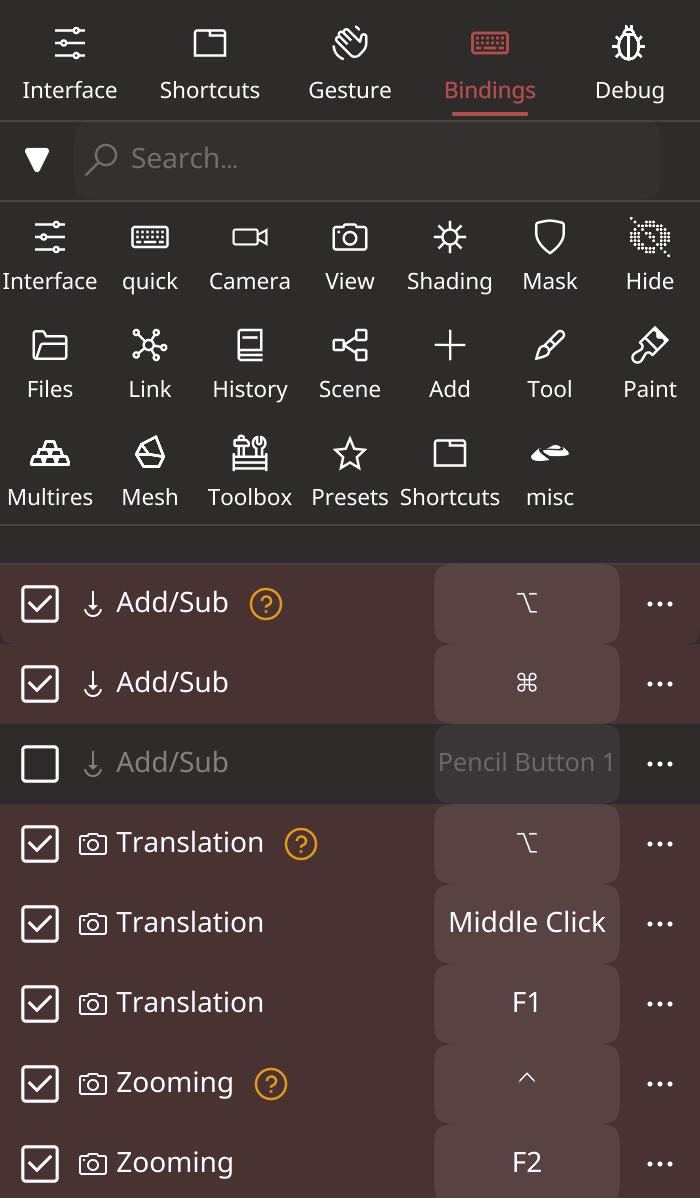 Interface Shortcuts Gesture Bindings Debug
Search...
Interface quick Camera View Shading Mask Hide
Files Link History Scene Add Tool Paint
Multires Mesh Toolbox Presets Shortcuts misc
Add/Sub ? ⌥ ...
Add/Sub ⌘ ...
Add/Sub Pencil Button 1 ...
Translation ? ⌥ ...
Translation Middle Click ...
Translation F1 ...
Zooming ? ^ ...
Zooming F2 ...